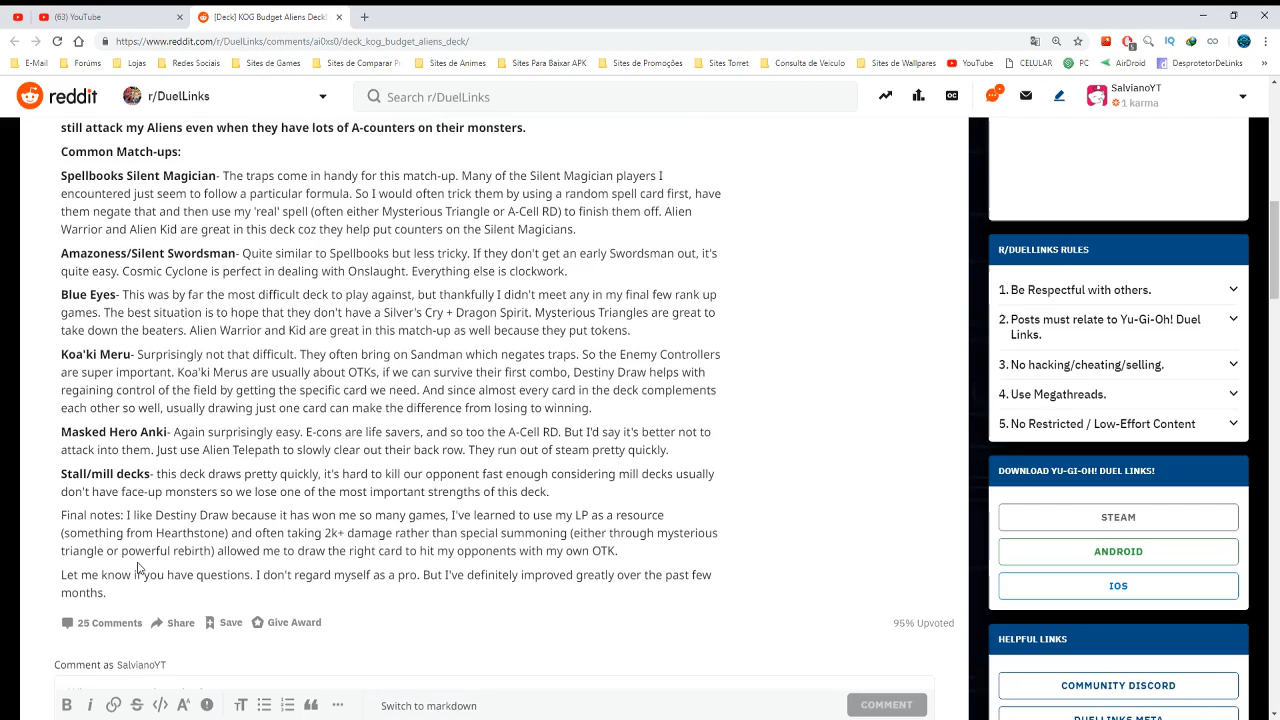 (63) YouTube
[Deck] KOG Budget Aliens Deck!
https://www.reddit.com/r/DuelLinks/comments/ai0xs0/deck_kog_budget_aliens_deck/
E-Mail
Forúms
Lojas
Redes Sociais
Sites de Games
Sites de Comparar P
Sites de Animes
Sites Para Baixar APK
Sites de Promoções
Sites Torret
Consulta de Veiculo
Sites de Wallpares
YouTube
CELULAR
PC
AirDroid
DesprotetorDeLinks
reddit
r/DuelLinks
Search r/DuelLinks
SalvianoYT
1 karma
still attack my Aliens even when they have lots of A-counters on their monsters.
Common Match-ups:
Spellbooks Silent Magician- The traps come in handy for this match-up. Many of the Silent Magician players I
encountered just seem to follow a particular formula. So I would often trick them by using a random spell card first, have
them negate that and then use my 'real' spell (often either Mysterious Triangle or A-Cell RD) to finish them off. Alien
Warrior and Alien Kid are great in this deck coz they help put counters on the Silent Magicians.
Amazoness/Silent Swordsman- Quite similar to Spellbooks but less tricky. If they don't get an early Swordsman out, it's
quite easy. Cosmic Cyclone is perfect in dealing with Onslaught. Everything else is clockwork.
Blue Eyes- This was by far the most difficult deck to play against, but thankfully I didn't meet any in my final few rank up
games. The best situation is to hope that they don't have a Silver's Cry + Dragon Spirit. Mysterious Triangles are great to
take down the beaters. Alien Warrior and Kid are great in this match-up as well because they put tokens.
Koa'ki Meru- Surprisingly not that difficult. They often bring on Sandman which negates traps. So the Enemy Controllers
are super important. Koa'ki Merus are usually about OTKs, if we can survive their first combo, Destiny Draw helps with
regaining control of the field by getting the specific card we need. And since almost every card in the deck complements
each other so well, usually drawing just one card can make the difference from losing to winning.
Masked Hero Anki- Again surprisingly easy. E-cons are life savers, and so too the A-Cell RD. But I'd say it's better not to
attack into them. Just use Alien Telepath to slowly clear out their back row. They run out of steam pretty quickly.
Stall/mill decks- this deck draws pretty quickly, it's hard to kill our opponent fast enough considering mill decks usually
don't have face-up monsters so we lose one of the most important strengths of this deck.
Final notes: I like Destiny Draw because it has won me so many games, I've learned to use my LP as a resource
(something from Hearthstone) and often taking 2k+ damage rather than special summoning (either through mysterious
triangle or powerful rebirth) allowed me to draw the right card to hit my opponents with my own OTK.
Let me know if you have questions. I don't regard myself as a pro. But I've definitely improved greatly over the past few
months.
25 Comments
Share
Save
Give Award
95% Upvoted
Comment as SalvianoYT
Switch to markdown
COMMENT
R/DUELLINKS RULES
1. Be Respectful with others.
2. Posts must relate to Yu-Gi-Oh! Duel
Links.
3. No hacking/cheating/selling.
4. Use Megathreads.
5. No Restricted / Low-Effort Content
DOWNLOAD YU-GI-OH! DUEL LINKS!
STEAM
ANDROID
IOS
HELPFUL LINKS
COMMUNITY DISCORD
DUELLINKS META